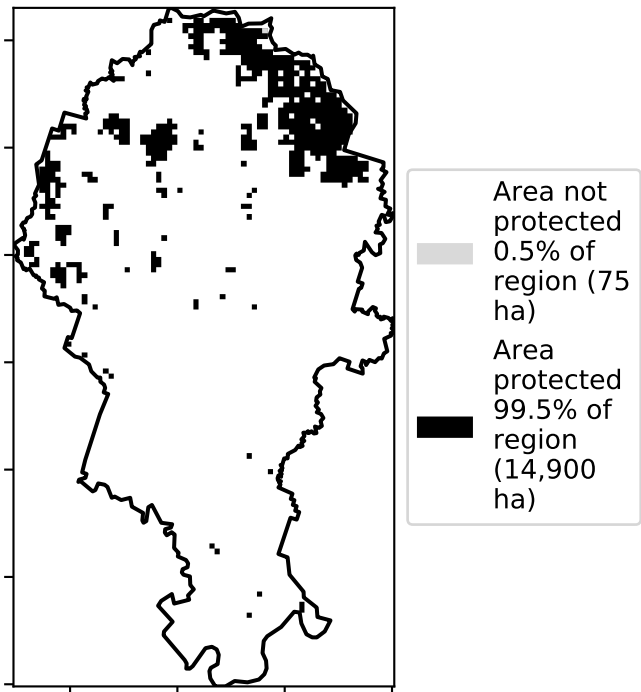 Area not
protected
0.5% of
region (75
ha)
Area
protected
99.5% of
region
(14,900
ha)